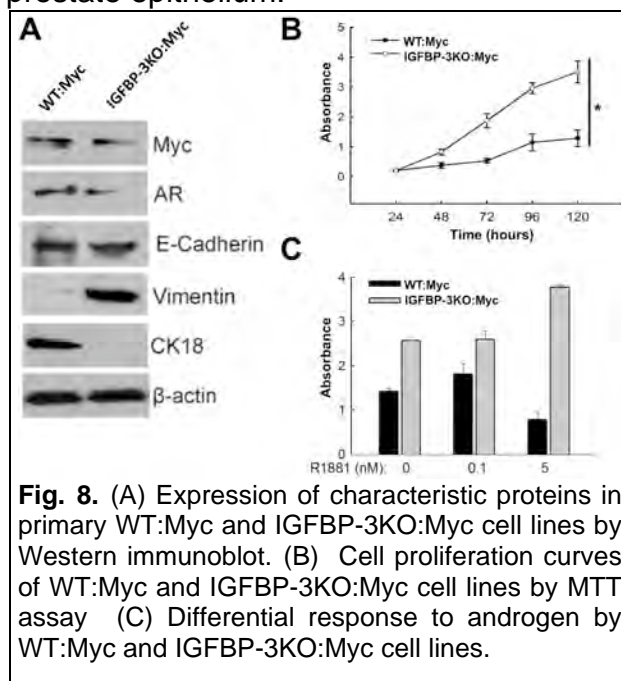 prostate epithelium.
A
WT:Myc
IGFBP-3KO:Myc
Myc
AR
E-Cadherin
Vimentin
CK18
β-actin
B
WT:Myc
IGFBP-3KO:Myc
Absorbance
5
4
3
2
1
0
*
24 48 72 96 120
Time (hours)
C
WT:Myc
IGFBP-3KO:Myc
Absorbance
4
3
2
1
0
R1881 (nM): 0 0.1 5
Fig. 8. (A) Expression of characteristic proteins in
primary WT:Myc and IGFBP-3KO:Myc cell lines by
Western immunoblot. (B) Cell proliferation curves
of WT:Myc and IGFBP-3KO:Myc cell lines by MTT
assay (C) Differential response to androgen by
WT:Myc and IGFBP-3KO:Myc cell lines.